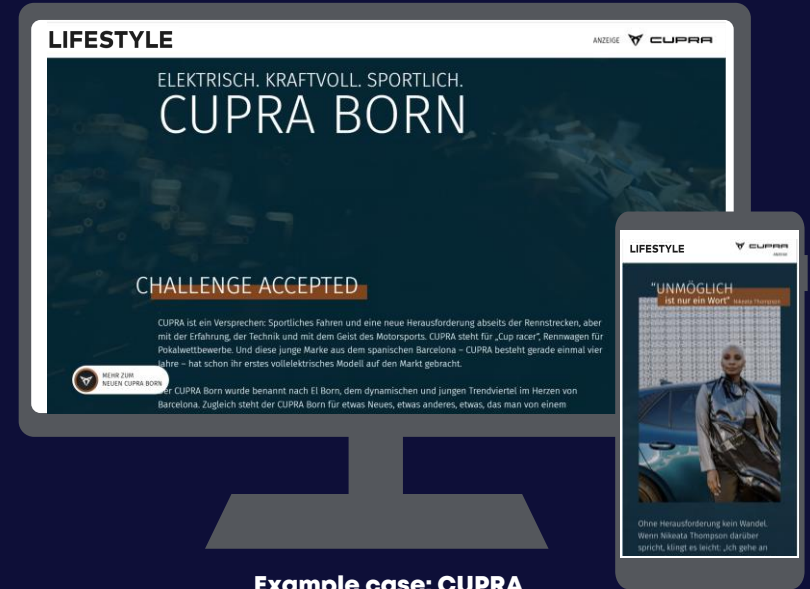 LIFESTYLE
ANZEIGE CUPRA
ELEKTRISCH. KRAFTVOLL. SPORTLICH.
CUPRA BORN
CHALLENGE ACCEPTED
CUPRA ist ein Versprechen: Sportliches Fahren und eine neue Herausforderung abseits der Rennstrecken, aber
mit der Erfahrung, der Technik und mit dem Geist des Motorsports. CUPRA steht für „Cup racer“, Rennwagen für
Pokalwettbewerbe. Und diese junge Marke aus dem spanischen Barcelona – CUPRA besteht gerade einmal vier
Jahre – hat schon ihr erstes vollelektrisches Modell auf den Markt gebracht.
MEHR ZUM
NEUEN CUPRA BORN
er CUPRA Born wurde benannt nach El Born, dem dynamischen und jungen Trendviertel im Herzen von
Barcelona. Zugleich steht der CUPRA Born für etwas Neues, etwas anderes, etwas, das man von einem
LIFESTYLE
CUPRA
ANZEIGE
"UNMÖGLICH
ist nur ein Wort" Nikeata Thompson
Ohne Herausforderung kein Wandel.
Wenn Nikeata Thompson darüber
spricht, klingt es leicht: „Ich gehe an
Example case: CUPRA